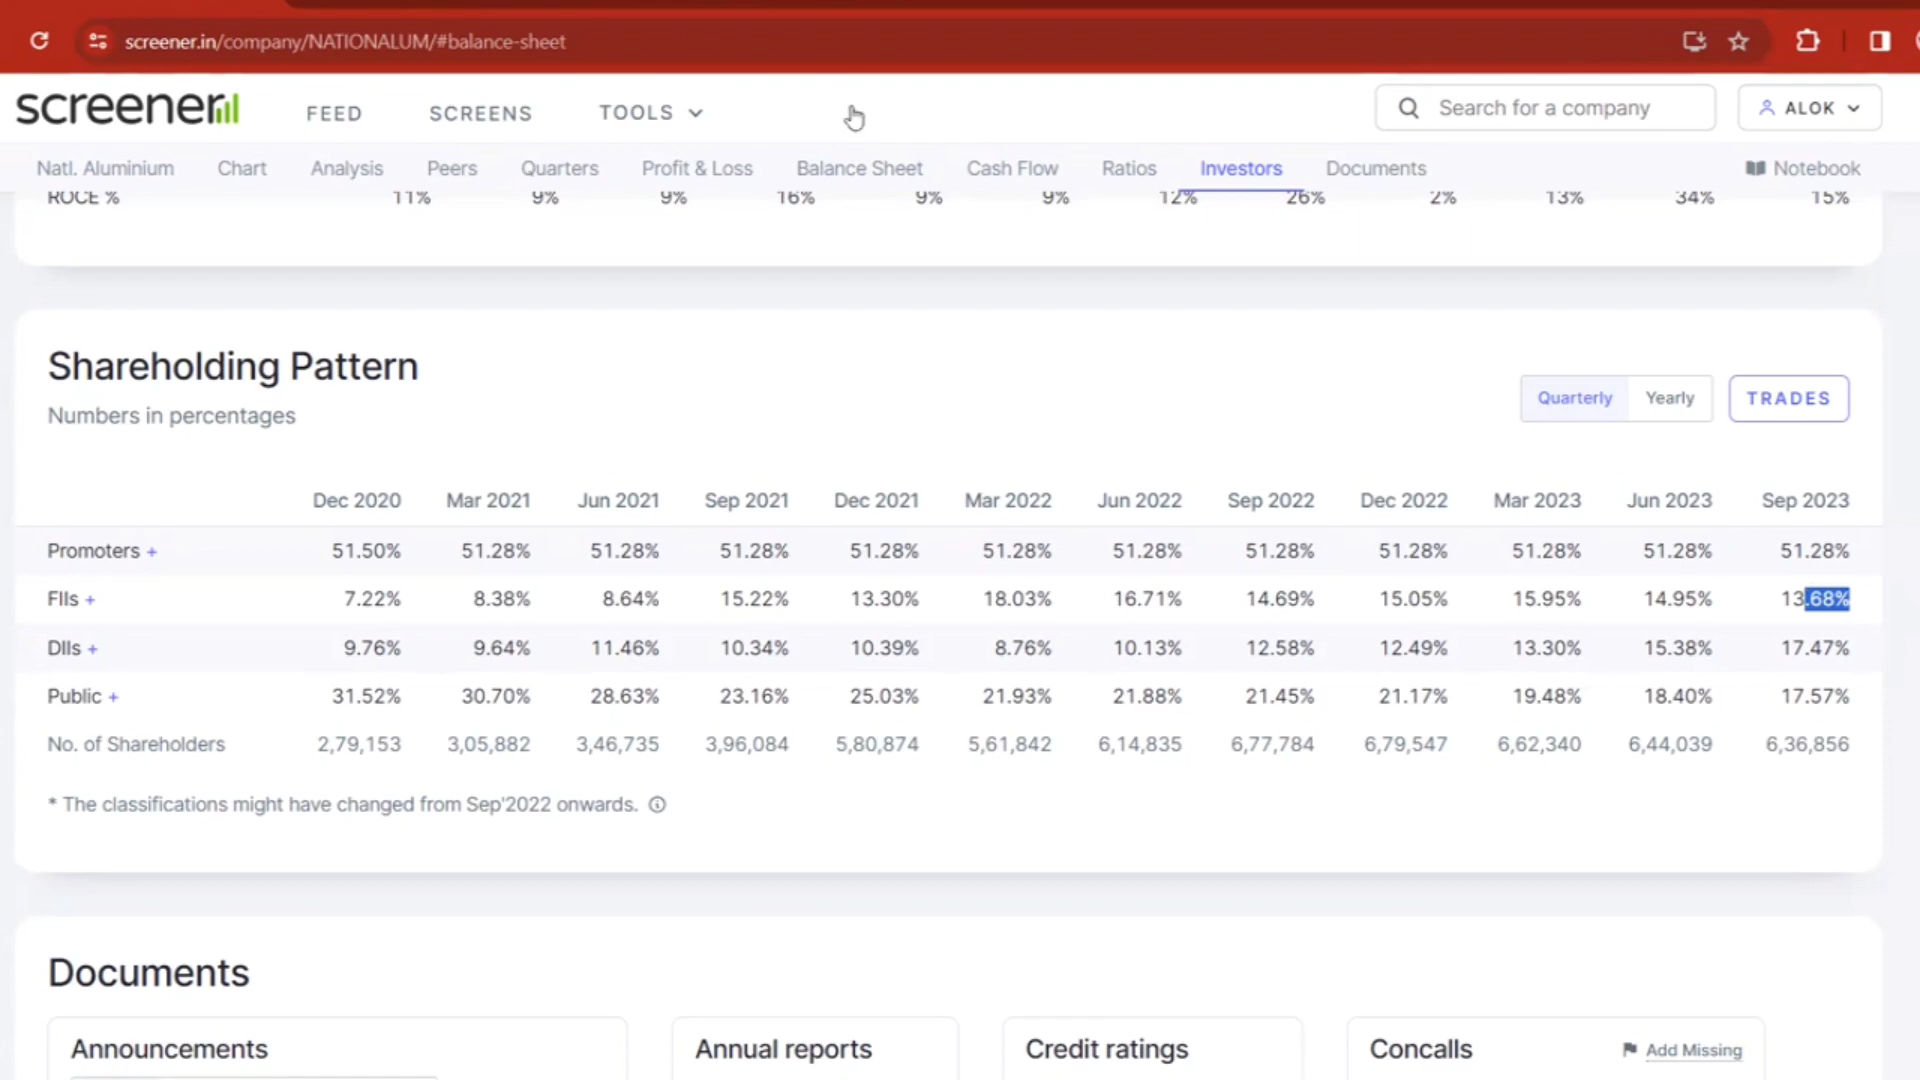 screener.in/company/NATIONALUM/#balance-sheet
screener FEED SCREENS TOOLS Search for a company ALOK
Natl. Aluminium Chart Analysis Peers Quarters Profit & Loss Balance Sheet Cash Flow Ratios Investors Documents Notebook
ROCE % 11% 9% 9% 16% 9% 9% 12% 26% 2% 13% 34% 15%
Shareholding Pattern
Numbers in percentages
Quarterly Yearly TRADES
Dec 2020 Mar 2021 Jun 2021 Sep 2021 Dec 2021 Mar 2022 Jun 2022 Sep 2022 Dec 2022 Mar 2023 Jun 2023 Sep 2023
Promoters + 51.50% 51.28% 51.28% 51.28% 51.28% 51.28% 51.28% 51.28% 51.28% 51.28% 51.28% 51.28%
FIIs + 7.22% 8.38% 8.64% 15.22% 13.30% 18.03% 16.71% 14.69% 15.05% 15.95% 14.95% 13.68%
DIIs + 9.76% 9.64% 11.46% 10.34% 10.39% 8.76% 10.13% 12.58% 12.49% 13.30% 15.38% 17.47%
Public + 31.52% 30.70% 28.63% 23.16% 25.03% 21.93% 21.88% 21.45% 21.17% 19.48% 18.40% 17.57%
No. of Shareholders 2,79,153 3,05,882 3,46,735 3,96,084 5,80,874 5,61,842 6,14,835 6,77,784 6,79,547 6,62,340 6,44,039 6,36,856
* The classifications might have changed from Sep'2022 onwards.
Documents
Announcements Annual reports Credit ratings Concalls Add Missing